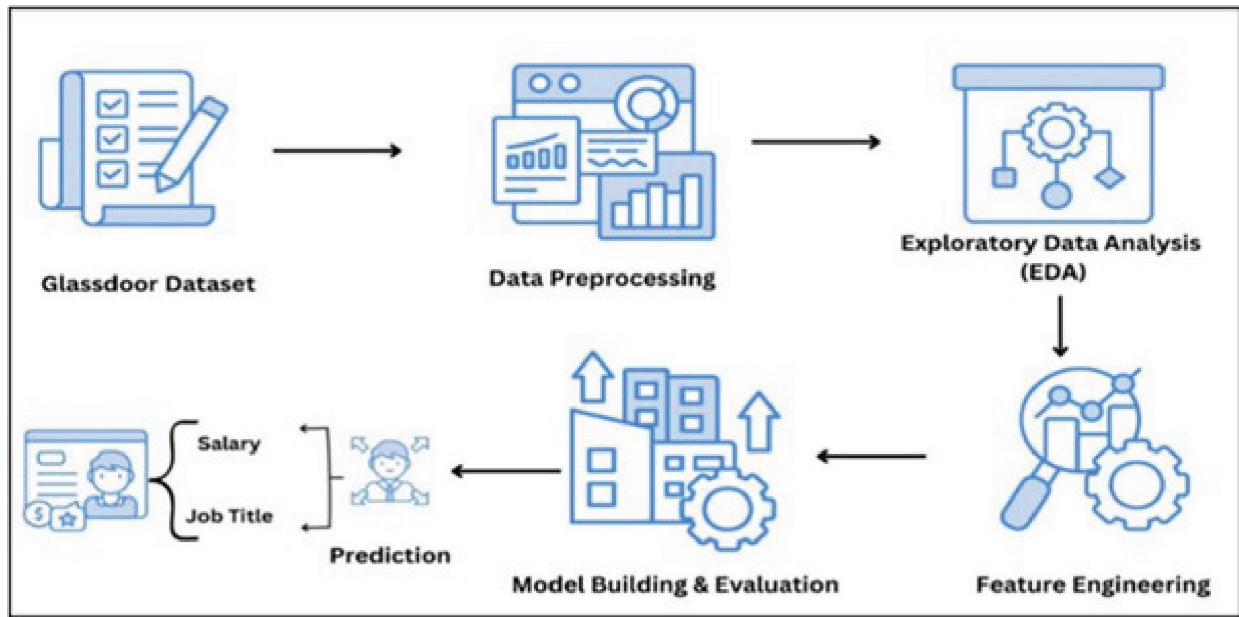 Glassdoor Dataset
Data Preprocessing
Exploratory Data Analysis
(EDA)
Feature Engineering
Model Building & Evaluation
Prediction
Salary
Job Title
$